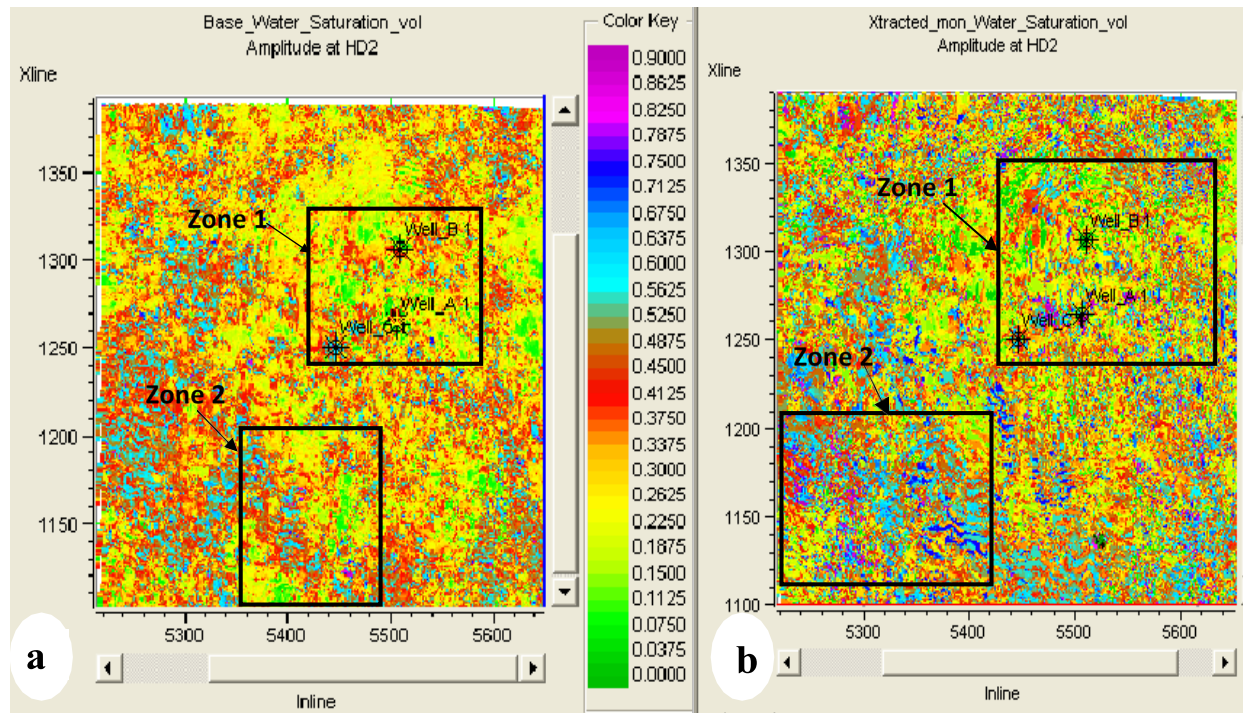 Base_Water_Saturation_vol
Amplitude at HD2
Xline
1350
1300
1250
1200
1150
Zone 1
Well_B 1
Well_A 1
Zone 2
5300
5400
5500
5600
Inline
a
Color Key
0.9000
0.8625
0.8250
0.7875
0.7500
0.7125
0.6750
0.6375
0.6000
0.5625
0.5250
0.4875
0.4500
0.4125
0.3750
0.3375
0.3000
0.2625
0.2250
0.1875
0.1500
0.1125
0.0750
0.0375
0.0000
Xtracted_mon_Water_Saturation_vol
Amplitude at HD2
Xline
1350
1300
1250
1200
1150
1100
Zone 1
Well_B 1
Well_A 1
Well_C
Zone 2
5300
5400
5500
5600
Inline
b